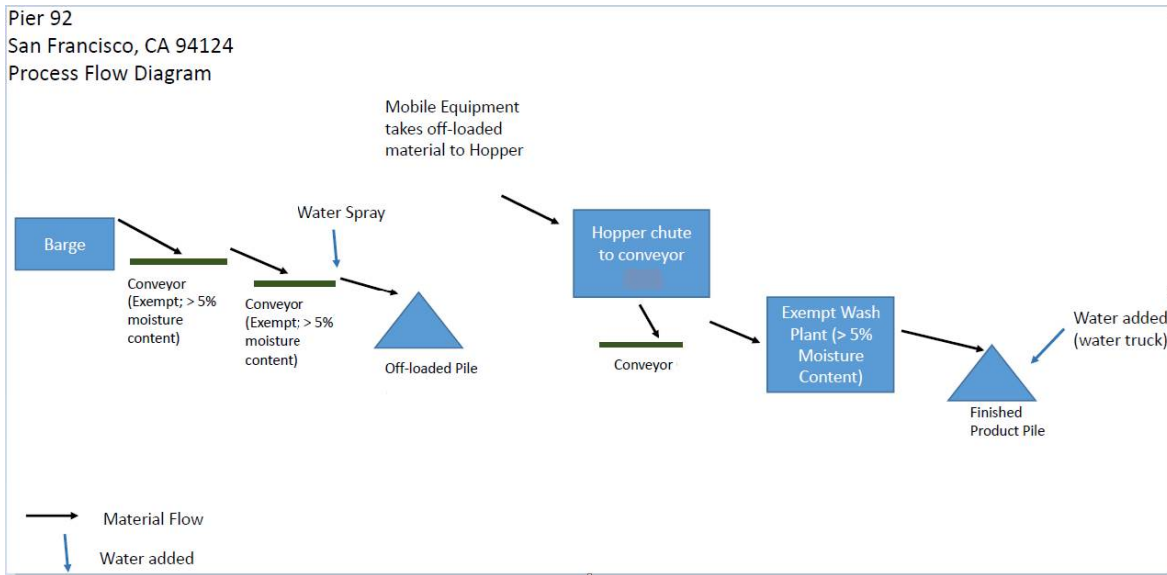 Pier 92
San Francisco, CA 94124
Process Flow Diagram
Mobile Equipment
takes off-loaded
material to Hopper
Water Spray
Barge
Conveyor
(Exempt; > 5%
moisture
content)
Conveyor
(Exempt; > 5%
moisture
content)
Off-loaded Pile
Hopper chute
to conveyor
Conveyor
Exempt Wash
Plant (> 5%
Moisture
Content)
Water added
(water truck)
Finished
Product Pile
Material Flow
Water added